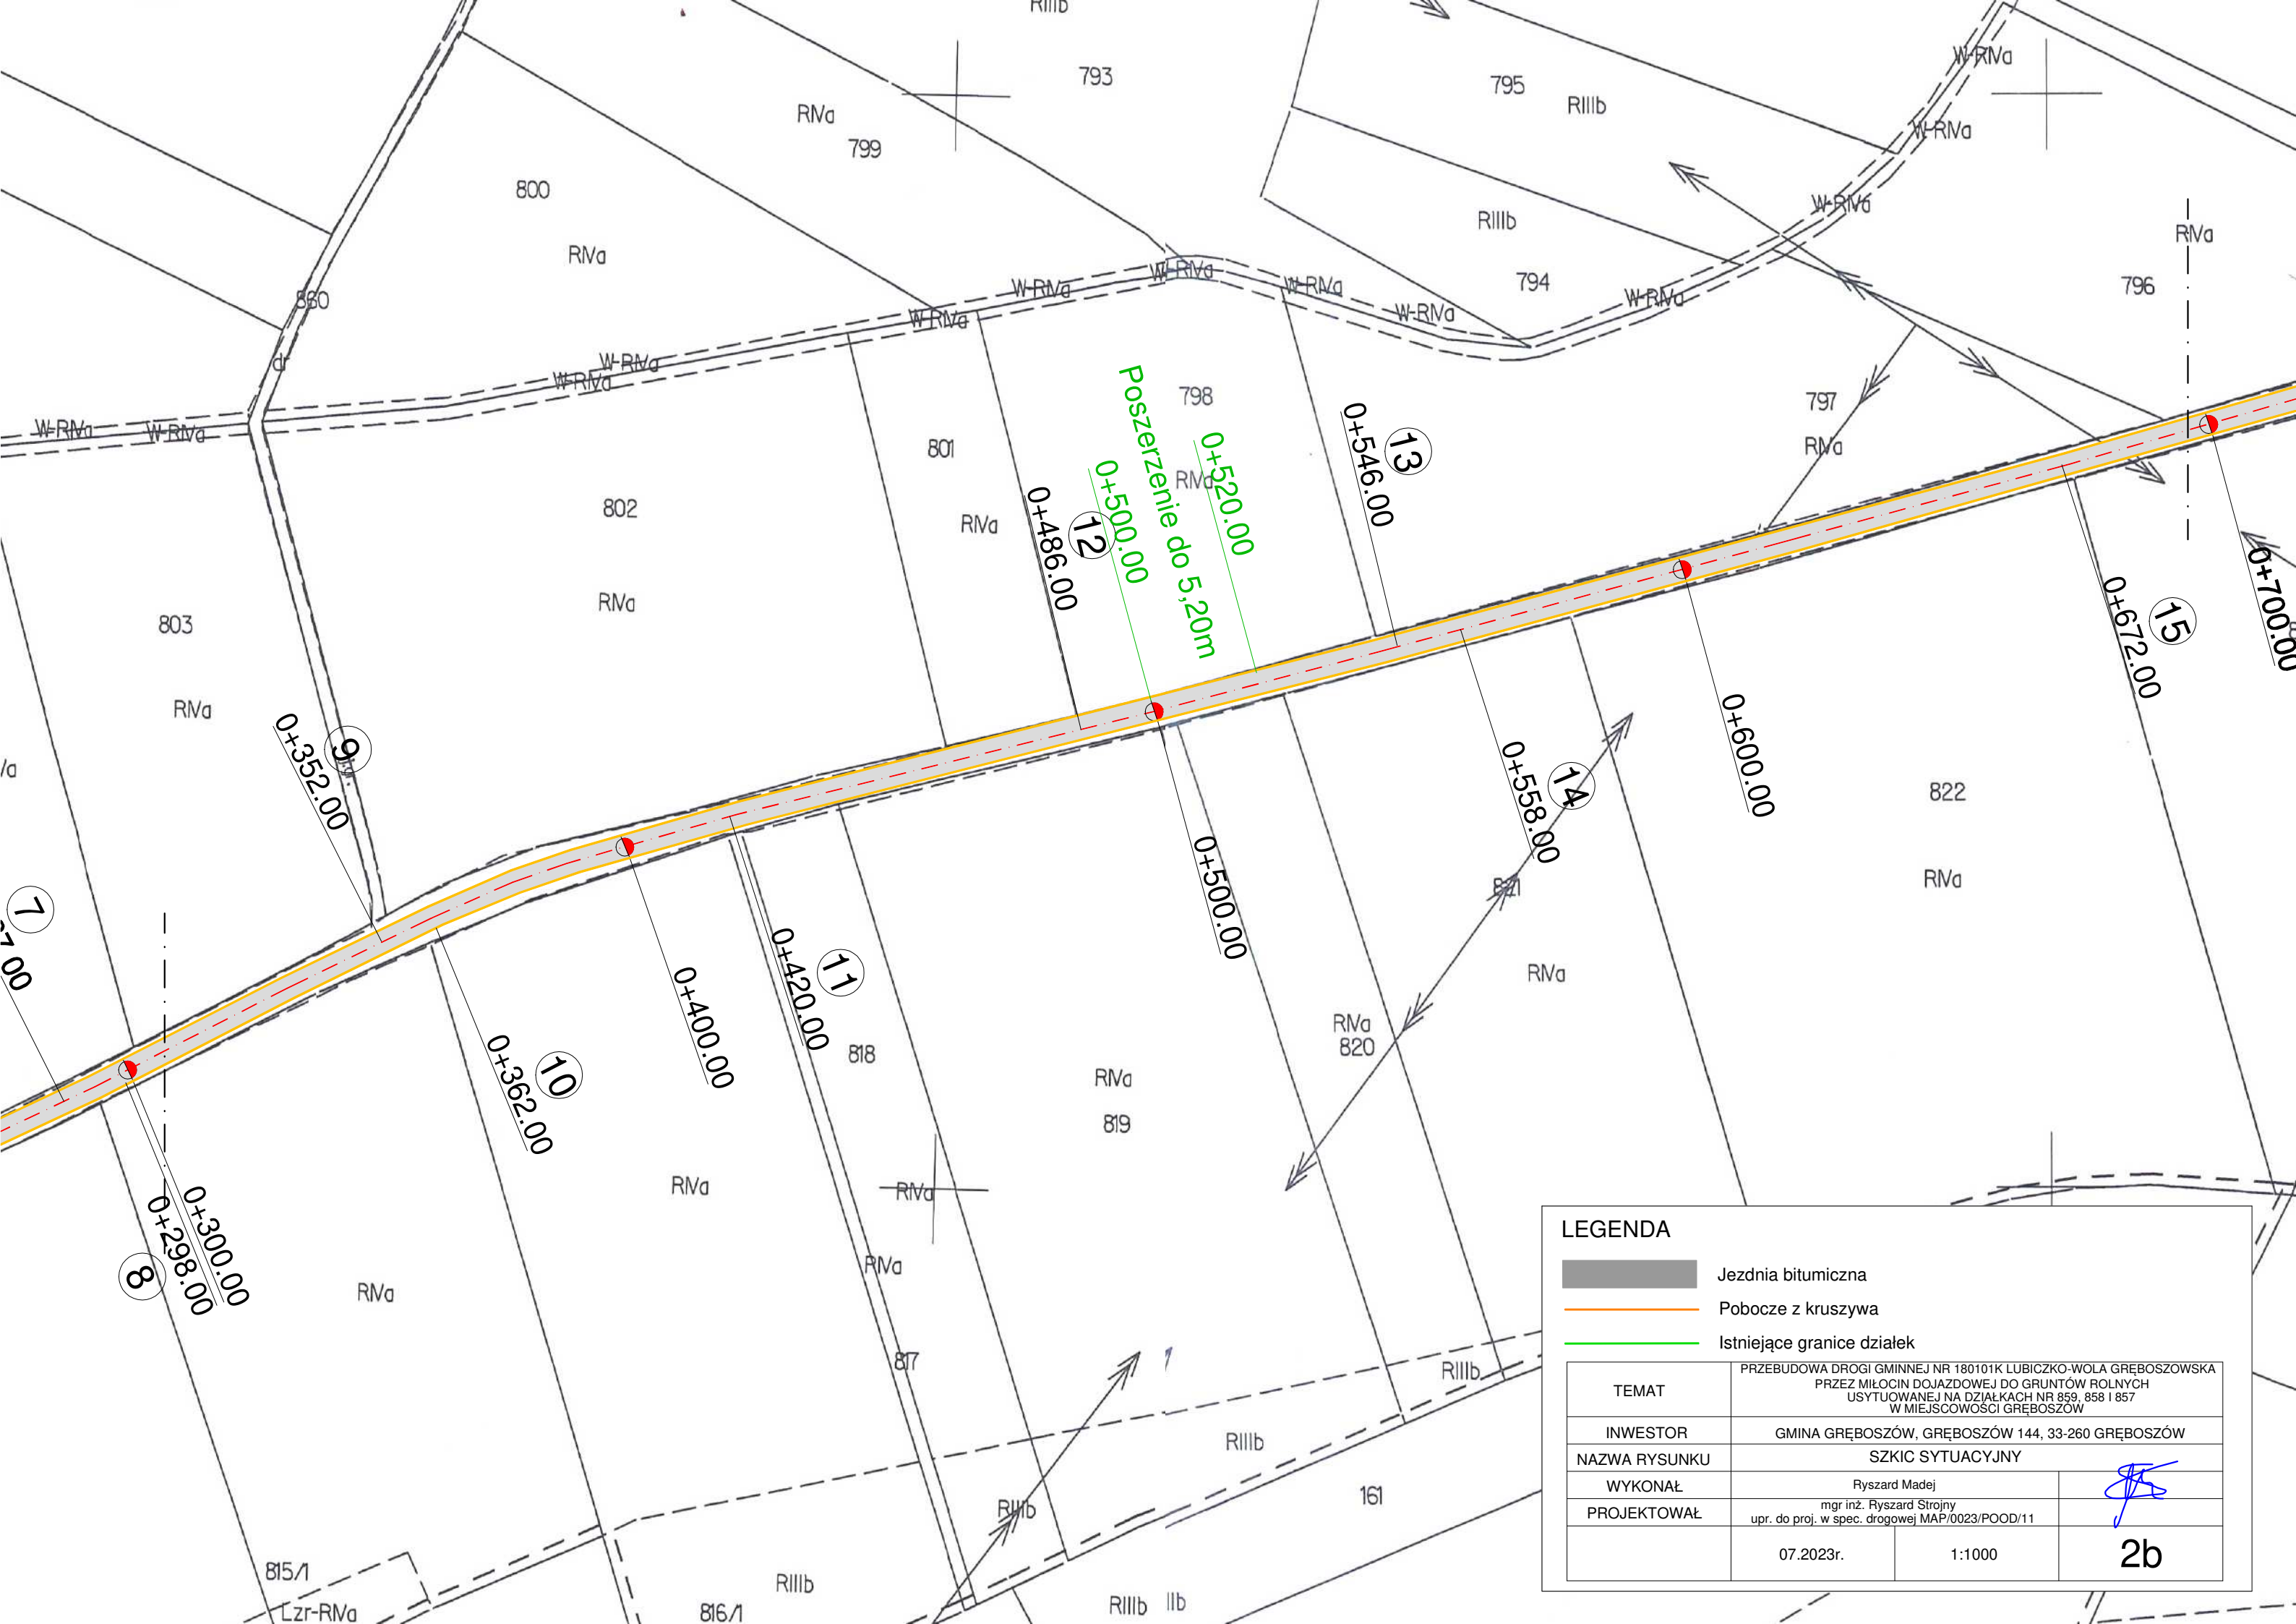 RIIIb
793
795
RIIIb
W-RIVa
RIVa
799
W-RIVa
800
RIVa
W-RIVa
RIIIb
794
RIVa
796
860
dr
W-RIVa
W-RIVa
W-RIVa
W-RIVa
W-RIVa
W-RIVa
W-RIVa
W-RIVa
W-RIVa
W-RIVa
798
RIVa
797
RIVa
801
RIVa
802
RIVa
803
RIVa
Poszerzenie do 5,20m
0+500.00
0+520.00
0+486.00
12
0+546.00
13
0+352.00
9
0+600.00
0+558.00
14
0+672.00
15
0+700.00
0+500.00
822
RIVa
821
RIVa
7
7.00
0+400.00
0+420.00
11
0+362.00
10
818
RIVa
819
RIVa
820
0+300.00
0+298.00
8
RIVa
RIVa
RIVa
RIVa
817
RIIIb
RIIIb
RIIIb
161
815/1
Lzr-RIVa
RIIIb
816/1
RIIIb
IIb
LEGENDA
Jezdnia bitumiczna
Pobocze z kruszywa
Istniejące granice działek
TEMAT
PRZEBUDOWA DROGI GMINNEJ NR 180101K LUBICZKO-WOLA GRĘBOSZOWSKA
PRZEZ MIŁOCIN DOJAZDOWEJ DO GRUNTÓW ROLNYCH
USYTUOWANEJ NA DZIAŁKACH NR 859, 858 I 857
W MIEJSCOWOŚCI GRĘBOSZÓW
INWESTOR
GMINA GRĘBOSZÓW, GRĘBOSZÓW 144, 33-260 GRĘBOSZÓW
NAZWA RYSUNKU
SZKIC SYTUACYJNY
WYKONAŁ
Ryszard Madej
PROJEKTOWAŁ
mgr inż. Ryszard Strojny
upr. do proj. w spec. drogowej MAP/0023/POOD/11
07.2023r.
1:1000
2b